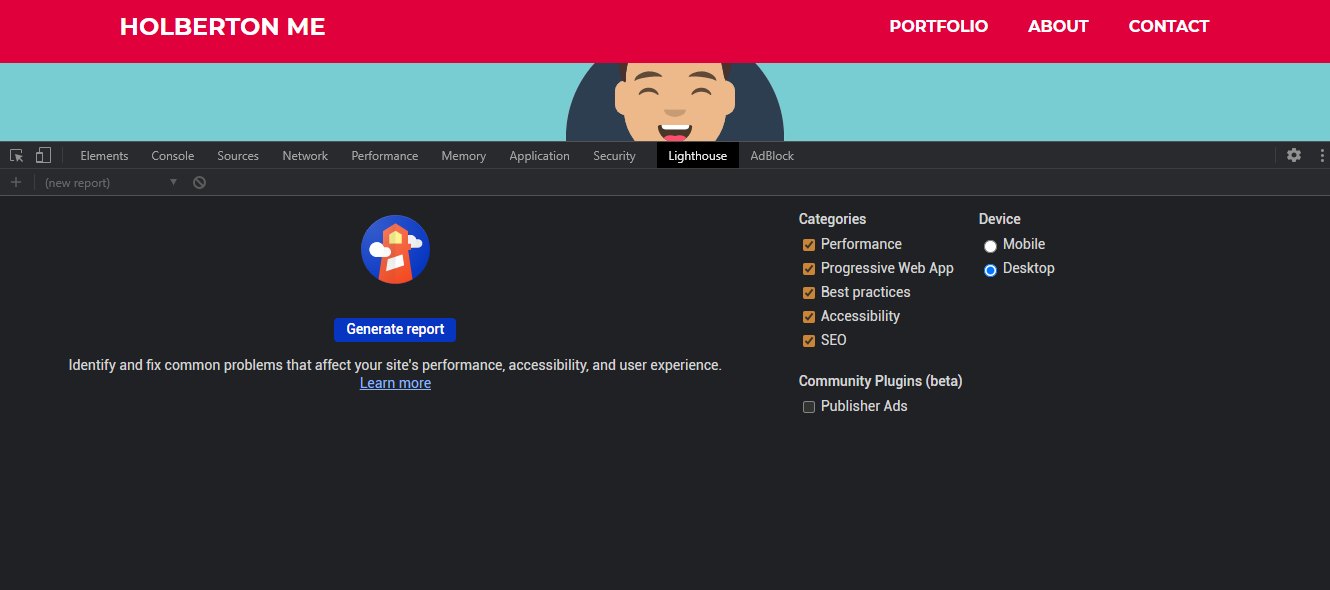 HOLBERTON ME PORTFOLIO ABOUT CONTACT
Elements Console Sources Network Performance Memory Application Security Lighthouse AdBlock
(new report)
Generate report
Identify and fix common problems that affect your site's performance, accessibility, and user experience.
Learn more
Categories
Performance
Progressive Web App
Best practices
Accessibility
SEO
Community Plugins (beta)
Publisher Ads
Device
Mobile
Desktop